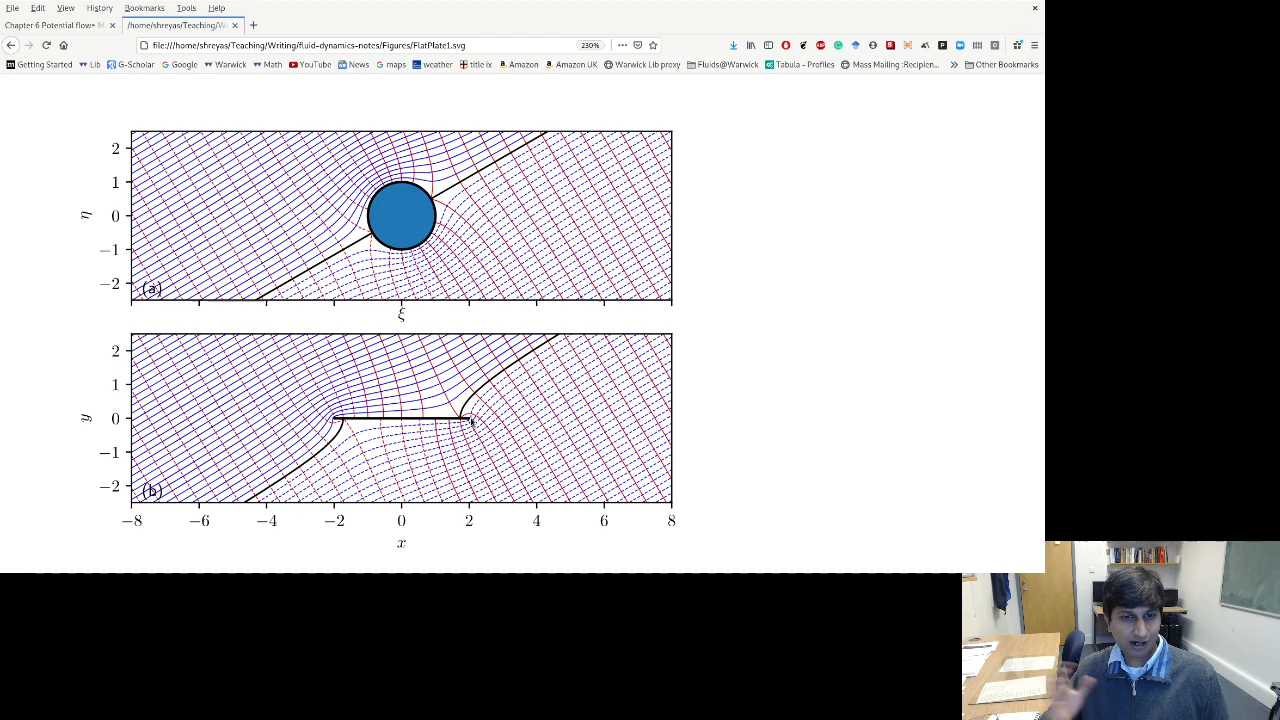 File Edit View History Bookmarks Tools Help
Chapter 6 Potential flow• M × /home/shreyas/Teaching/W × +
file:///home/shreyas/Teaching/Writing/fluid-dynamics-notes/Figures/FlatPlate1.svg 230%
Getting Started Lib G-Scholar Google Warwick Math YouTube News G maps weather title ix Amazon Amazon UK Warwick Lib proxy Fluids@Warwick Tabula - Profiles Mass Mailing :Recipien... Other Bookmarks
2
1
η 0
−1
−2
(a)
ξ
2
1
y 0
−1
−2
(b)
−8 −6 −4 −2 0 2 4 6 8
x